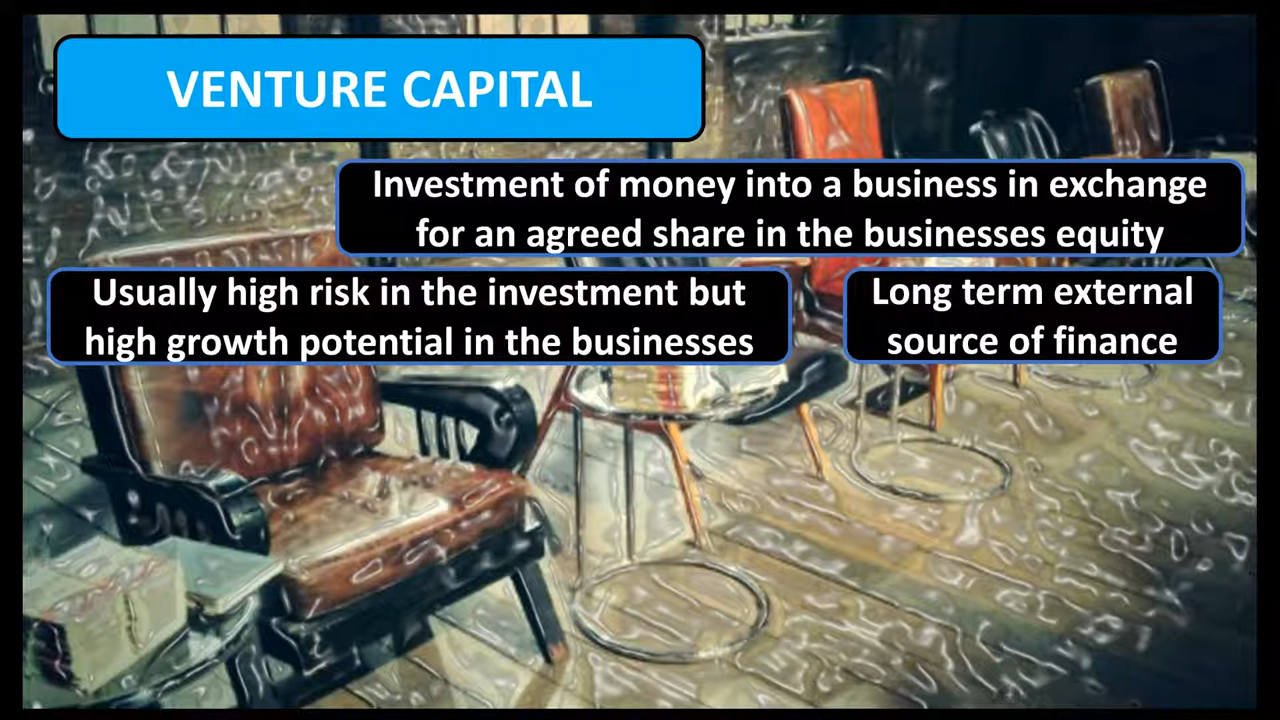 VENTURE CAPITAL
Investment of money into a business in exchange
for an agreed share in the businesses equity
Usually high risk in the investment but
high growth potential in the businesses
Long term external
source of finance